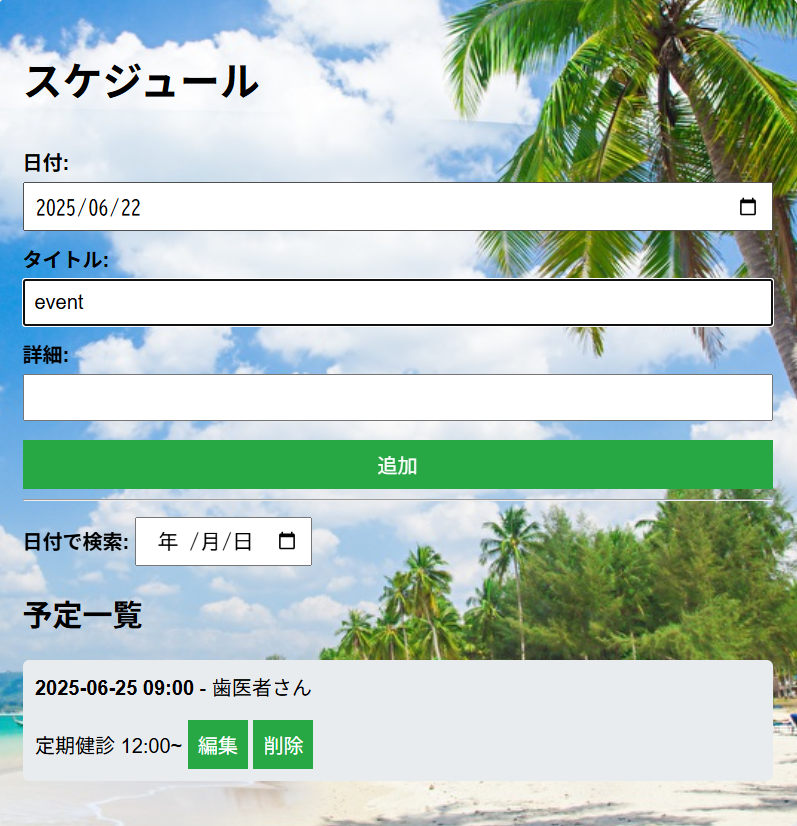 スケジュール
日付:
2025/06/22
タイトル:
event
詳細:
追加
日付で検索: 年 /月/日
予定一覧
2025-06-25 09:00 - 歯医者さん
定期健診 12:00~ 編集 削除